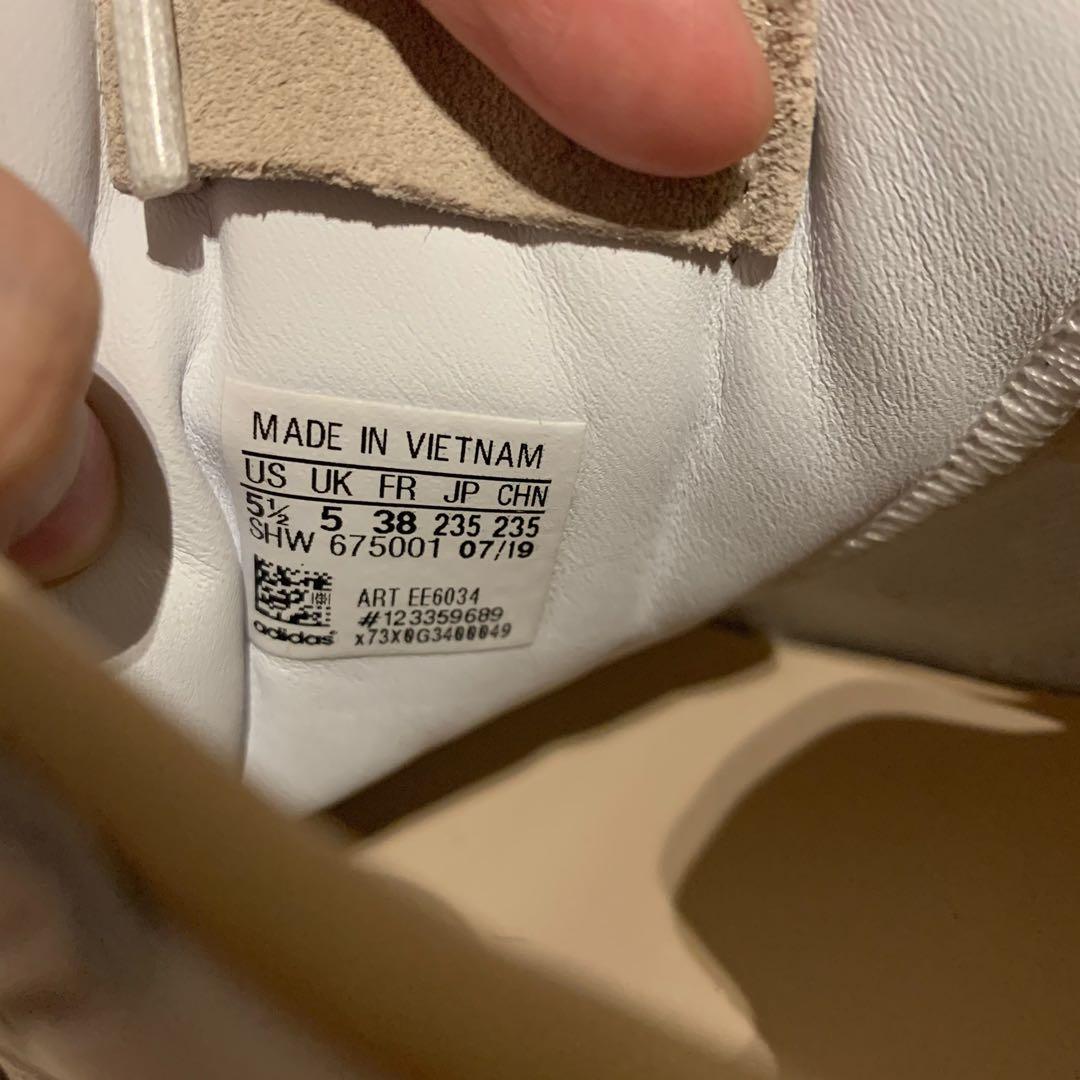 MADE IN VIETNAM
US UK FR JP CHN
5½ 5 38 235 235
SHW 675001 07/19
ART EE6034
#123359689
adidas x73X0G3400049